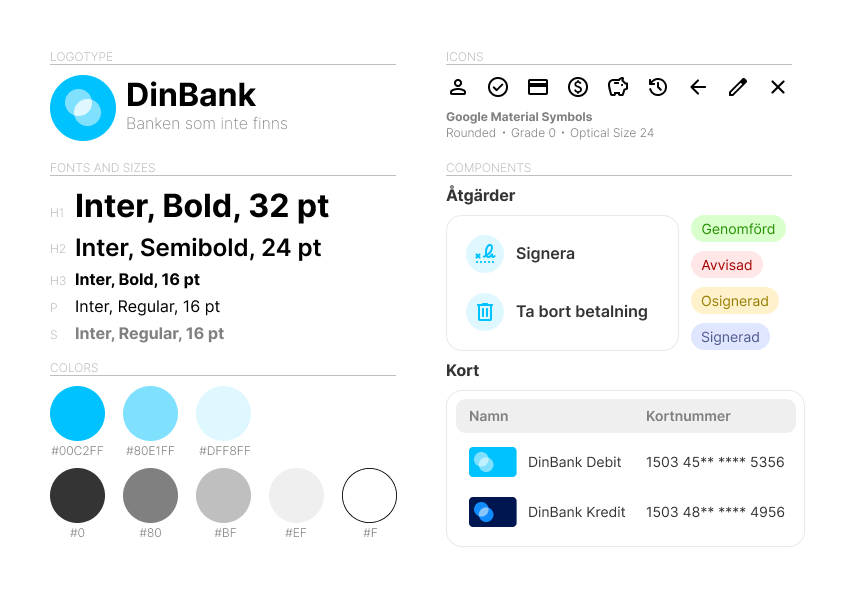 LOGOTYPE
DinBank
Banken som inte finns
FONTS AND SIZES
H1 Inter, Bold, 32 pt
H2 Inter, Semibold, 24 pt
H3 Inter, Bold, 16 pt
P Inter, Regular, 16 pt
S Inter, Regular, 16 pt
COLORS
#00C2FF #80E1FF #DFF8FF
#0 #80 #BF #EF #F
ICONS
Google Material Symbols
Rounded • Grade 0 • Optical Size 24
COMPONENTS
Åtgärder
Signera
Ta bort betalning
Genomförd
Avvisad
Osignerad
Signerad
Kort
Namn Kortnummer
DinBank Debit 1503 45** **** 5356
DinBank Kredit 1503 48** **** 4956